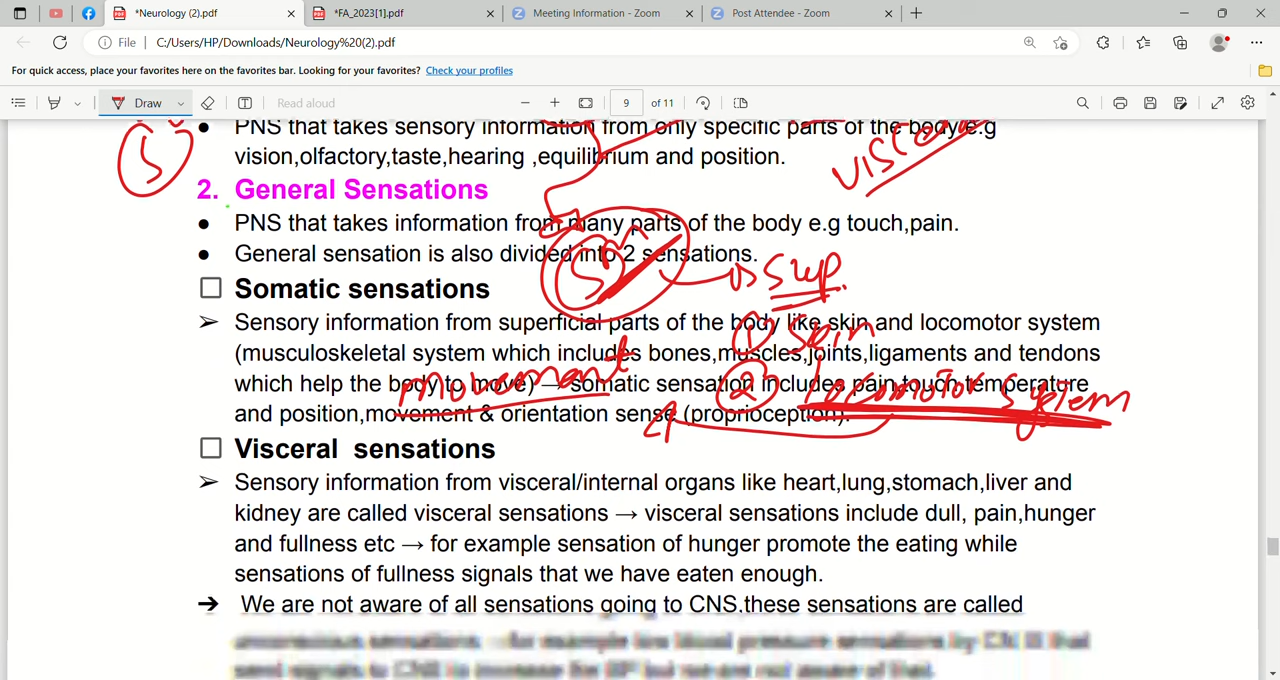 *Neurology (2).pdf
*FA_2023[1].pdf
Meeting Information - Zoom
Post Attendee - Zoom
File
C:/Users/HP/Downloads/Neurology%20(2).pdf
For quick access, place your favorites here on the favorites bar. Looking for your favorites? Check your profiles
Draw
Read aloud
9 of 11
S
PNS that takes sensory information from only specific parts of the body e.g
vision,olfactory,taste,hearing ,equilibrium and position.
2. General Sensations
PNS that takes information from many parts of the body e.g touch,pain.
General sensation is also divided into 2 sensations.
sup
Somatic sensations
Sensory information from superficial parts of the body like skin and locomotor system
① Skin
(musculoskeletal system which includes bones,muscles,joints,ligaments and tendons
which help the body to move) → somatic sensation includes pain,touch,temperature
movement
② locomotor system
and position,movement & orientation sense (proprioception).
Visceral sensations
Sensory information from visceral/internal organs like heart,lung,stomach,liver and
kidney are called visceral sensations → visceral sensations include dull, pain,hunger
and fullness etc → for example sensation of hunger promote the eating while
sensations of fullness signals that we have eaten enough.
We are not aware of all sensations going to CNS.these sensations are called